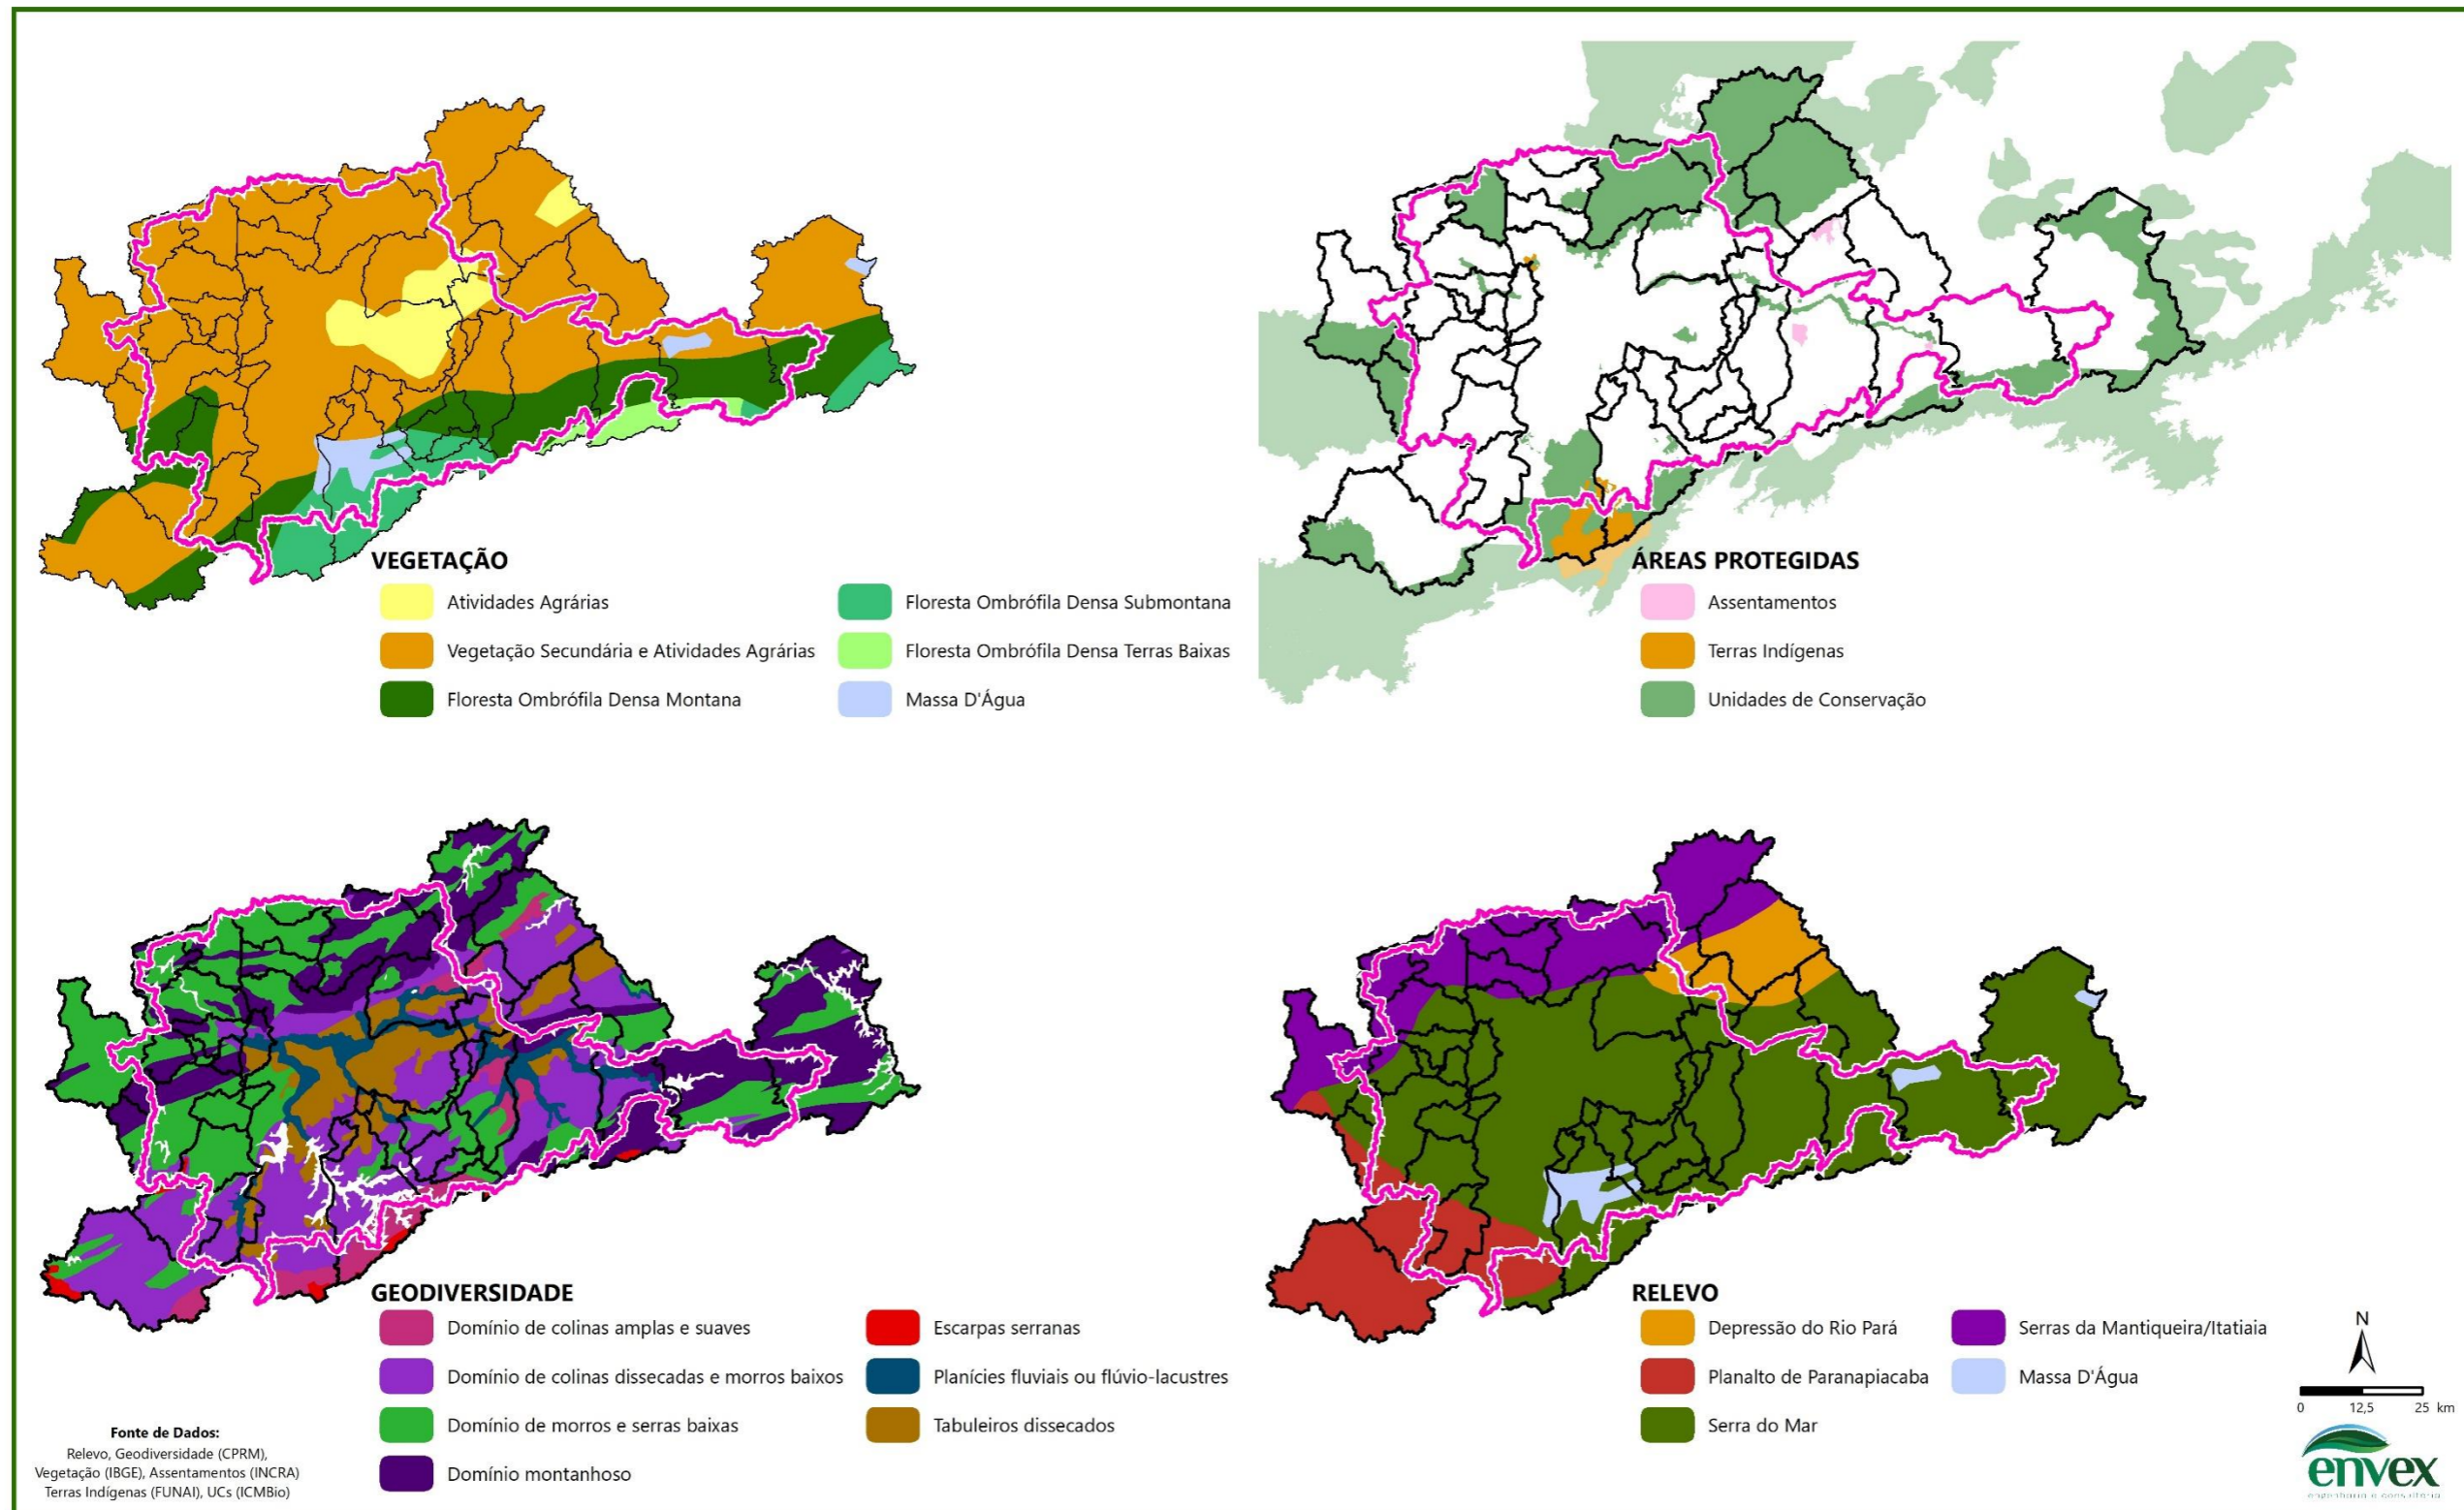 VEGETAÇÃO
Atividades Agrárias
Vegetação Secundária e Atividades Agrárias
Floresta Ombrófila Densa Montana
Floresta Ombrófila Densa Submontana
Floresta Ombrófila Densa Terras Baixas
Massa D'Água
ÁREAS PROTEGIDAS
Assentamentos
Terras Indígenas
Unidades de Conservação
GEODIVERSIDADE
Domínio de colinas amplas e suaves
Domínio de colinas dissecadas e morros baixos
Domínio de morros e serras baixas
Domínio montanhoso
Escarpas serranas
Planícies fluviais ou flúvio-lacustres
Tabuleiros dissecados
RELEVO
Depressão do Rio Pará
Planalto de Paranapiacaba
Serra do Mar
Serras da Mantiqueira/Itatiaia
Massa D'Água
Fonte de Dados:
Relevo, Geodiversidade (CPRM),
Vegetação (IBGE), Assentamentos (INCRA)
Terras Indígenas (FUNAI), UCs (ICMBio)
N
0 12,5 25 km
envex
engenharia e consultoria